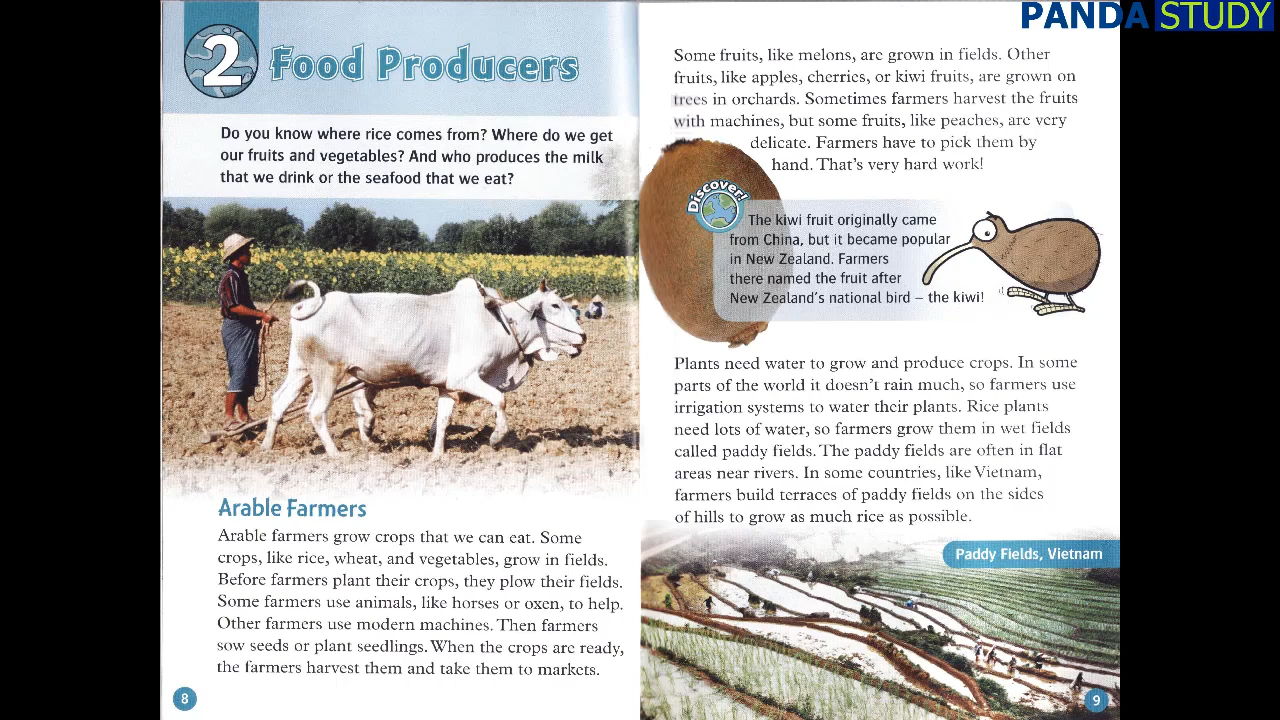 PANDA STUDY
2 Food Producers
Do you know where rice comes from? Where do we get
our fruits and vegetables? And who produces the milk
that we drink or the seafood that we eat?
Arable Farmers
Arable farmers grow crops that we can eat. Some
crops, like rice, wheat, and vegetables, grow in fields.
Before farmers plant their crops, they plow their fields.
Some farmers use animals, like horses or oxen, to help.
Other farmers use modern machines. Then farmers
sow seeds or plant seedlings. When the crops are ready,
the farmers harvest them and take them to markets.
8
Some fruits, like melons, are grown in fields. Other
fruits, like apples, cherries, or kiwi fruits, are grown on
trees in orchards. Sometimes farmers harvest the fruits
with machines, but some fruits, like peaches, are very
delicate. Farmers have to pick them by
hand. That's very hard work!
Discover!
The kiwi fruit originally came
from China, but it became popular
in New Zealand. Farmers
there named the fruit after
New Zealand's national bird – the kiwi!
Plants need water to grow and produce crops. In some
parts of the world it doesn't rain much, so farmers use
irrigation systems to water their plants. Rice plants
need lots of water, so farmers grow them in wet fields
called paddy fields. The paddy fields are often in flat
areas near rivers. In some countries, like Vietnam,
farmers build terraces of paddy fields on the sides
of hills to grow as much rice as possible.
Paddy Fields, Vietnam
9